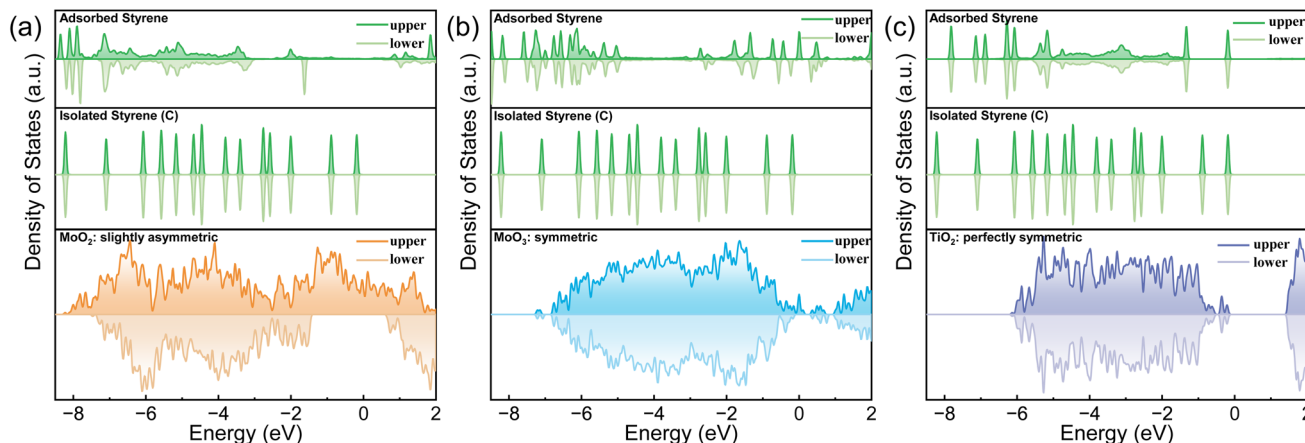 (a)
Density of States (a.u.)
Adsorbed Styrene
upper
lower
Isolated Styrene (C)
MoO₂: slightly asymmetric
upper
lower
−8 −6 −4 −2 0 2
Energy (eV)
(b)
Density of States (a.u.)
Adsorbed Styrene
upper
lower
Isolated Styrene (C)
MoO₃: symmetric
upper
lower
−8 −6 −4 −2 0 2
Energy (eV)
(c)
Density of States (a.u.)
Adsorbed Styrene
upper
lower
Isolated Styrene (C)
TiO₂: perfectly symmetric
upper
lower
−8 −6 −4 −2 0 2
Energy (eV)